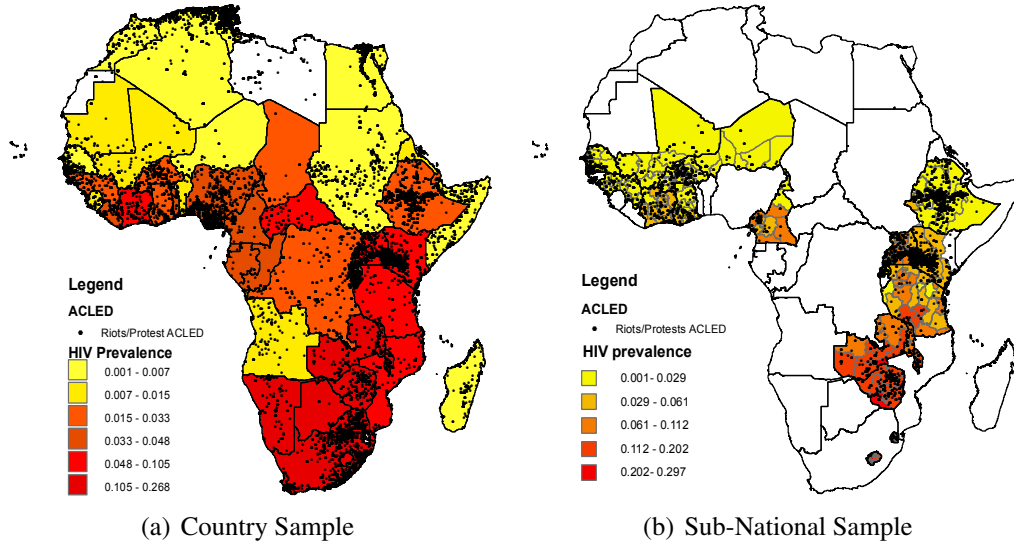 Legend
ACLED
Riots/Protest ACLED
HIV Prevalence
0.001 - 0.007
0.007 - 0.015
0.015 - 0.033
0.033 - 0.048
0.048 - 0.105
0.105 - 0.268
(a) Country Sample
Legend
ACLED
Riots/Protests ACLED
HIV prevalence
0.001- 0.029
0.029 - 0.061
0.061 - 0.112
0.112 - 0.202
0.202- 0.297
(b) Sub-National Sample